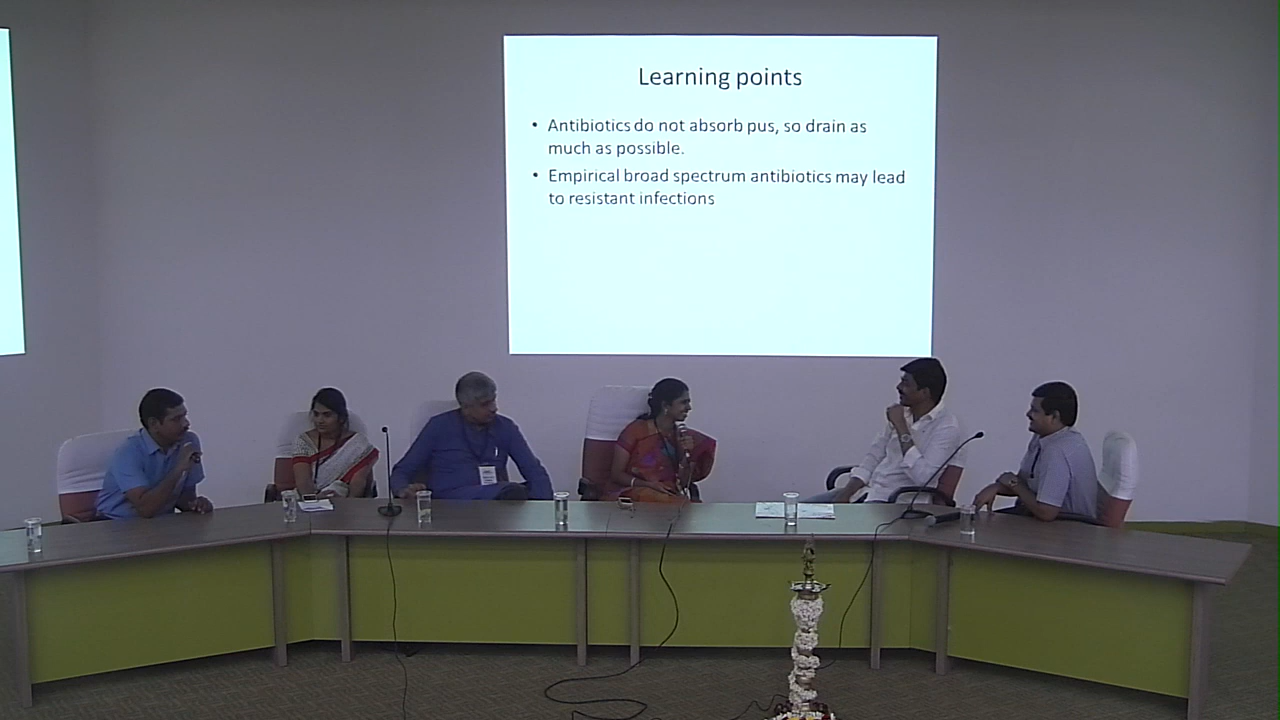 Learning points
• Antibiotics do not absorb pus, so drain as
much as possible.
• Empirical broad spectrum antibiotics may lead
to resistant infections